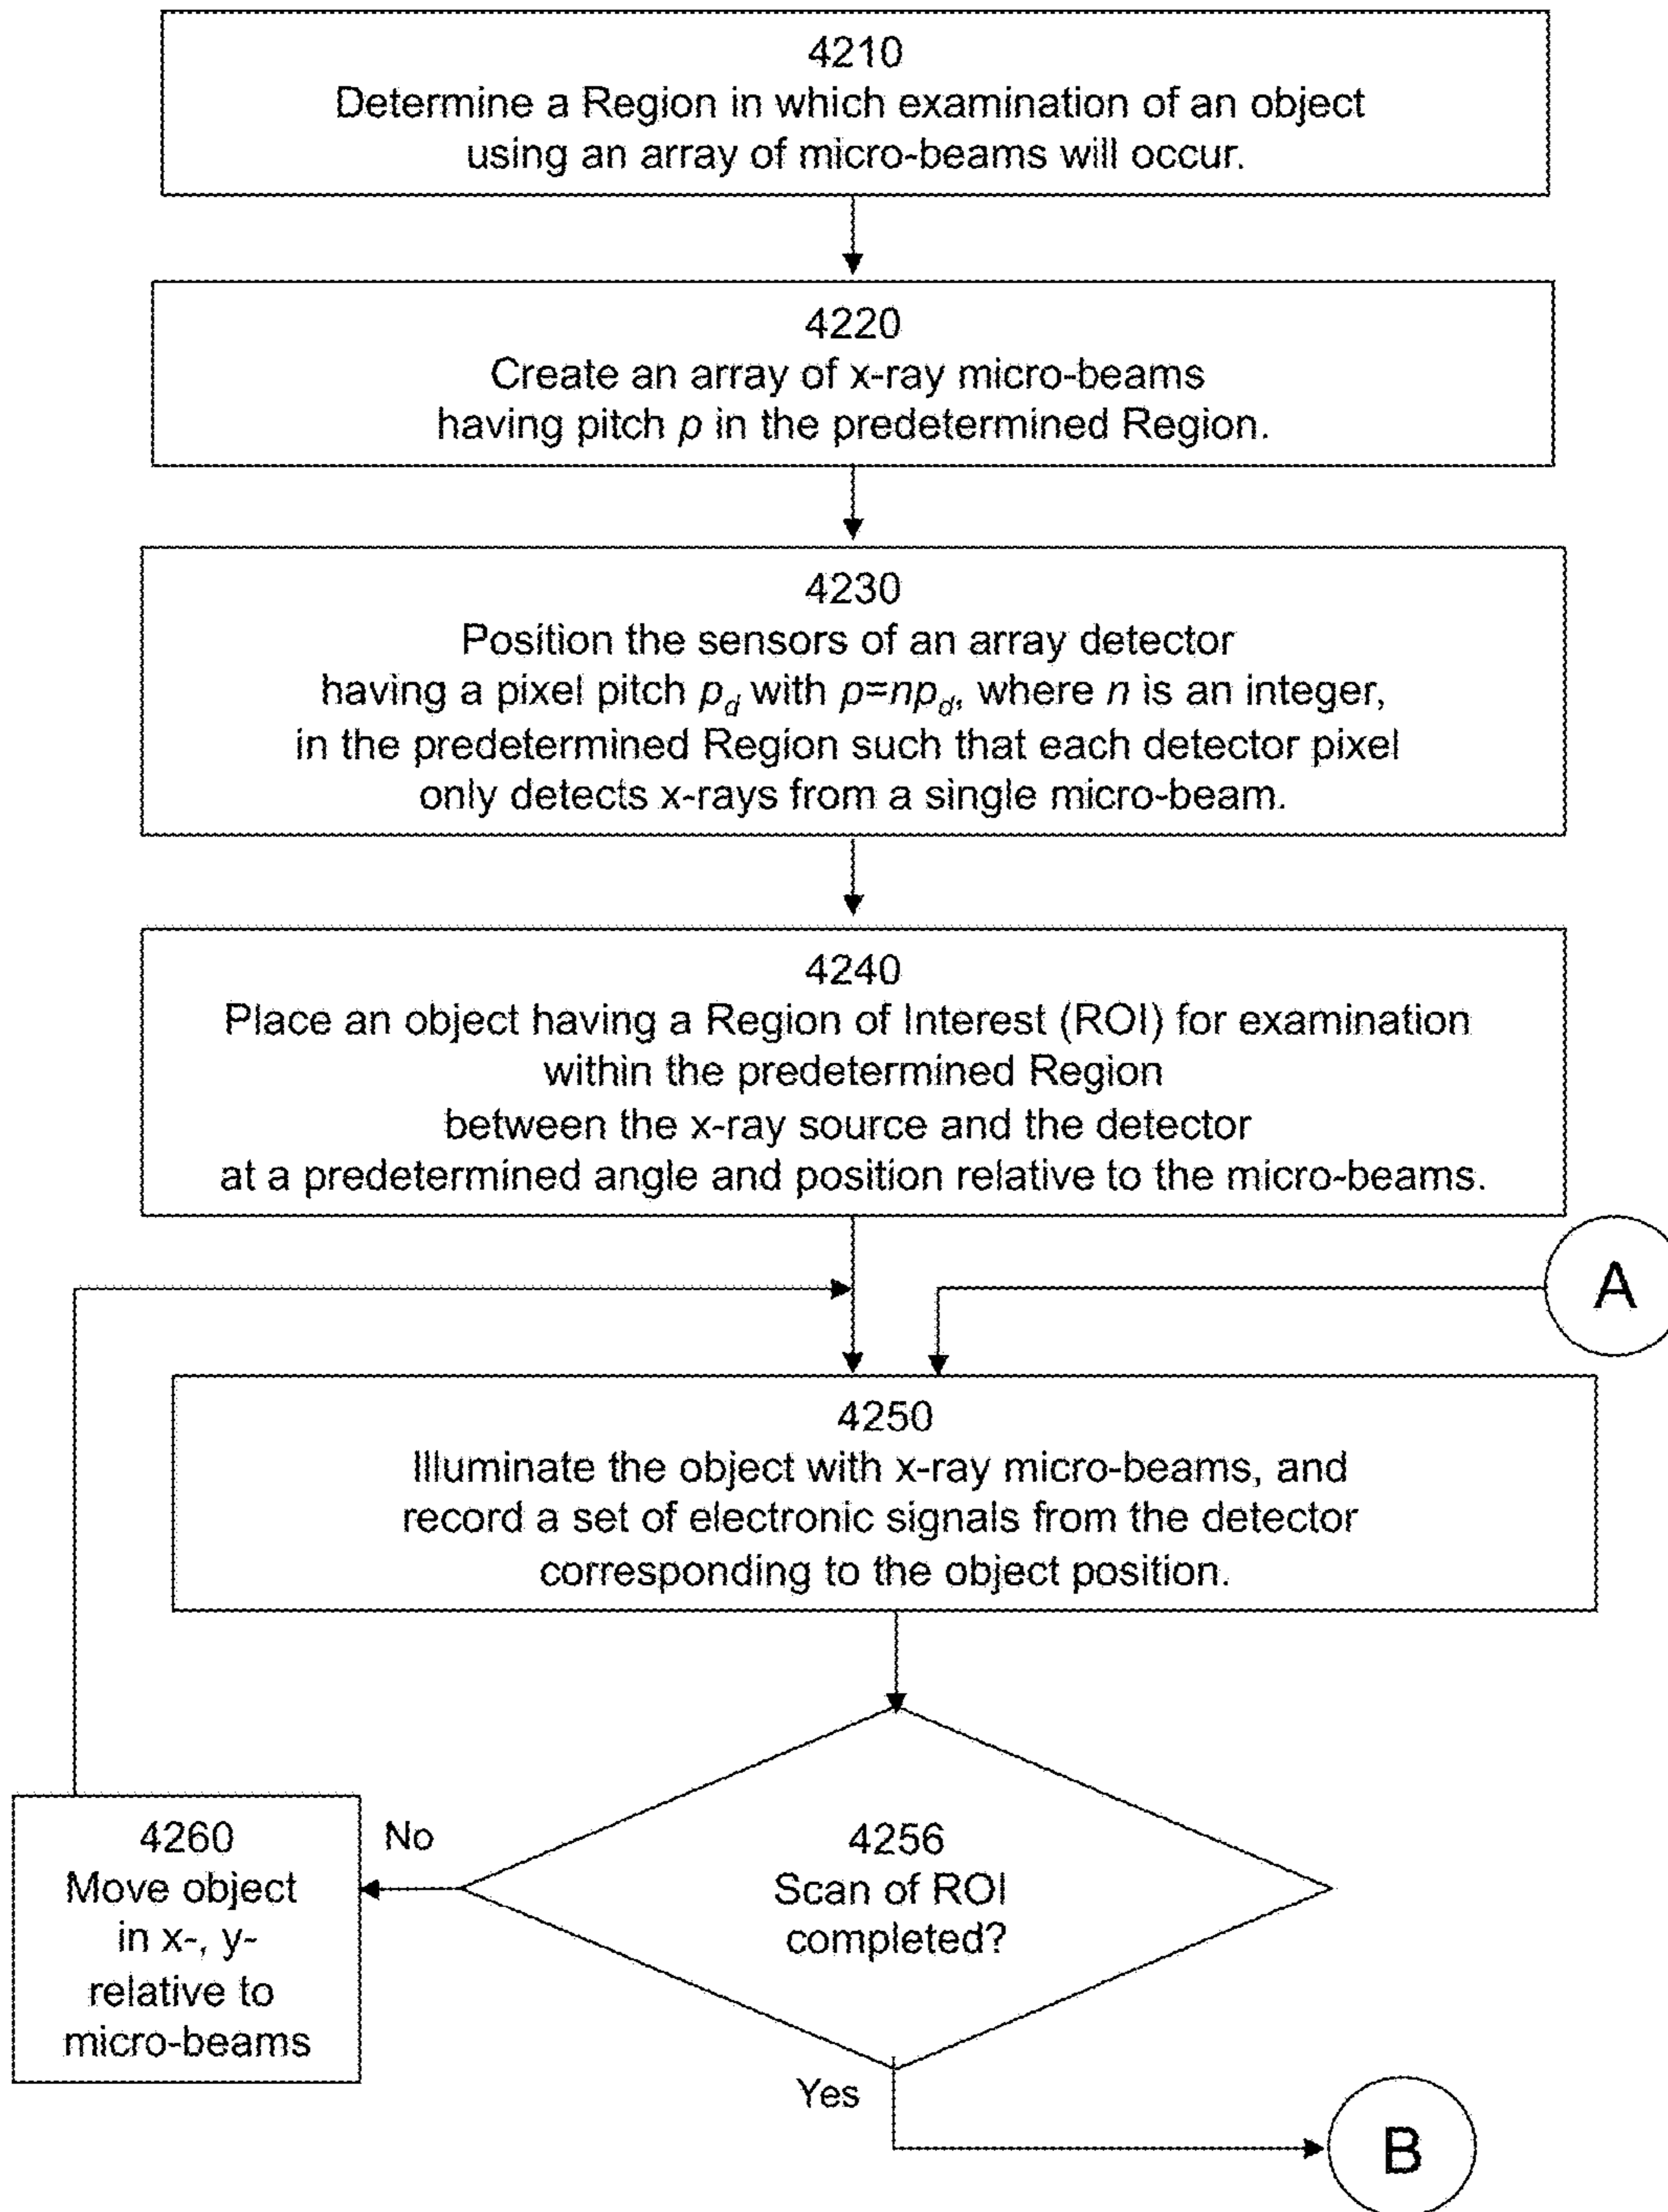 4210
Determine a Region in which examination of an object
using an array of micro-beams will occur.
4220
Create an array of x-ray micro-beams
having pitch p in the predetermined Region.
4230
Position the sensors of an array detector
having a pixel pitch p_d with p=np_d, where n is an integer,
in the predetermined Region such that each detector pixel
only detects x-rays from a single micro-beam.
4240
Place an object having a Region of Interest (ROI) for examination
within the predetermined Region
between the x-ray source and the detector
at a predetermined angle and position relative to the micro-beams.
A
4250
Illuminate the object with x-ray micro-beams, and
record a set of electronic signals from the detector
corresponding to the object position.
4256
Scan of ROI
completed?
No
4260
Move object
in x-, y-
relative to
micro-beams
Yes
B